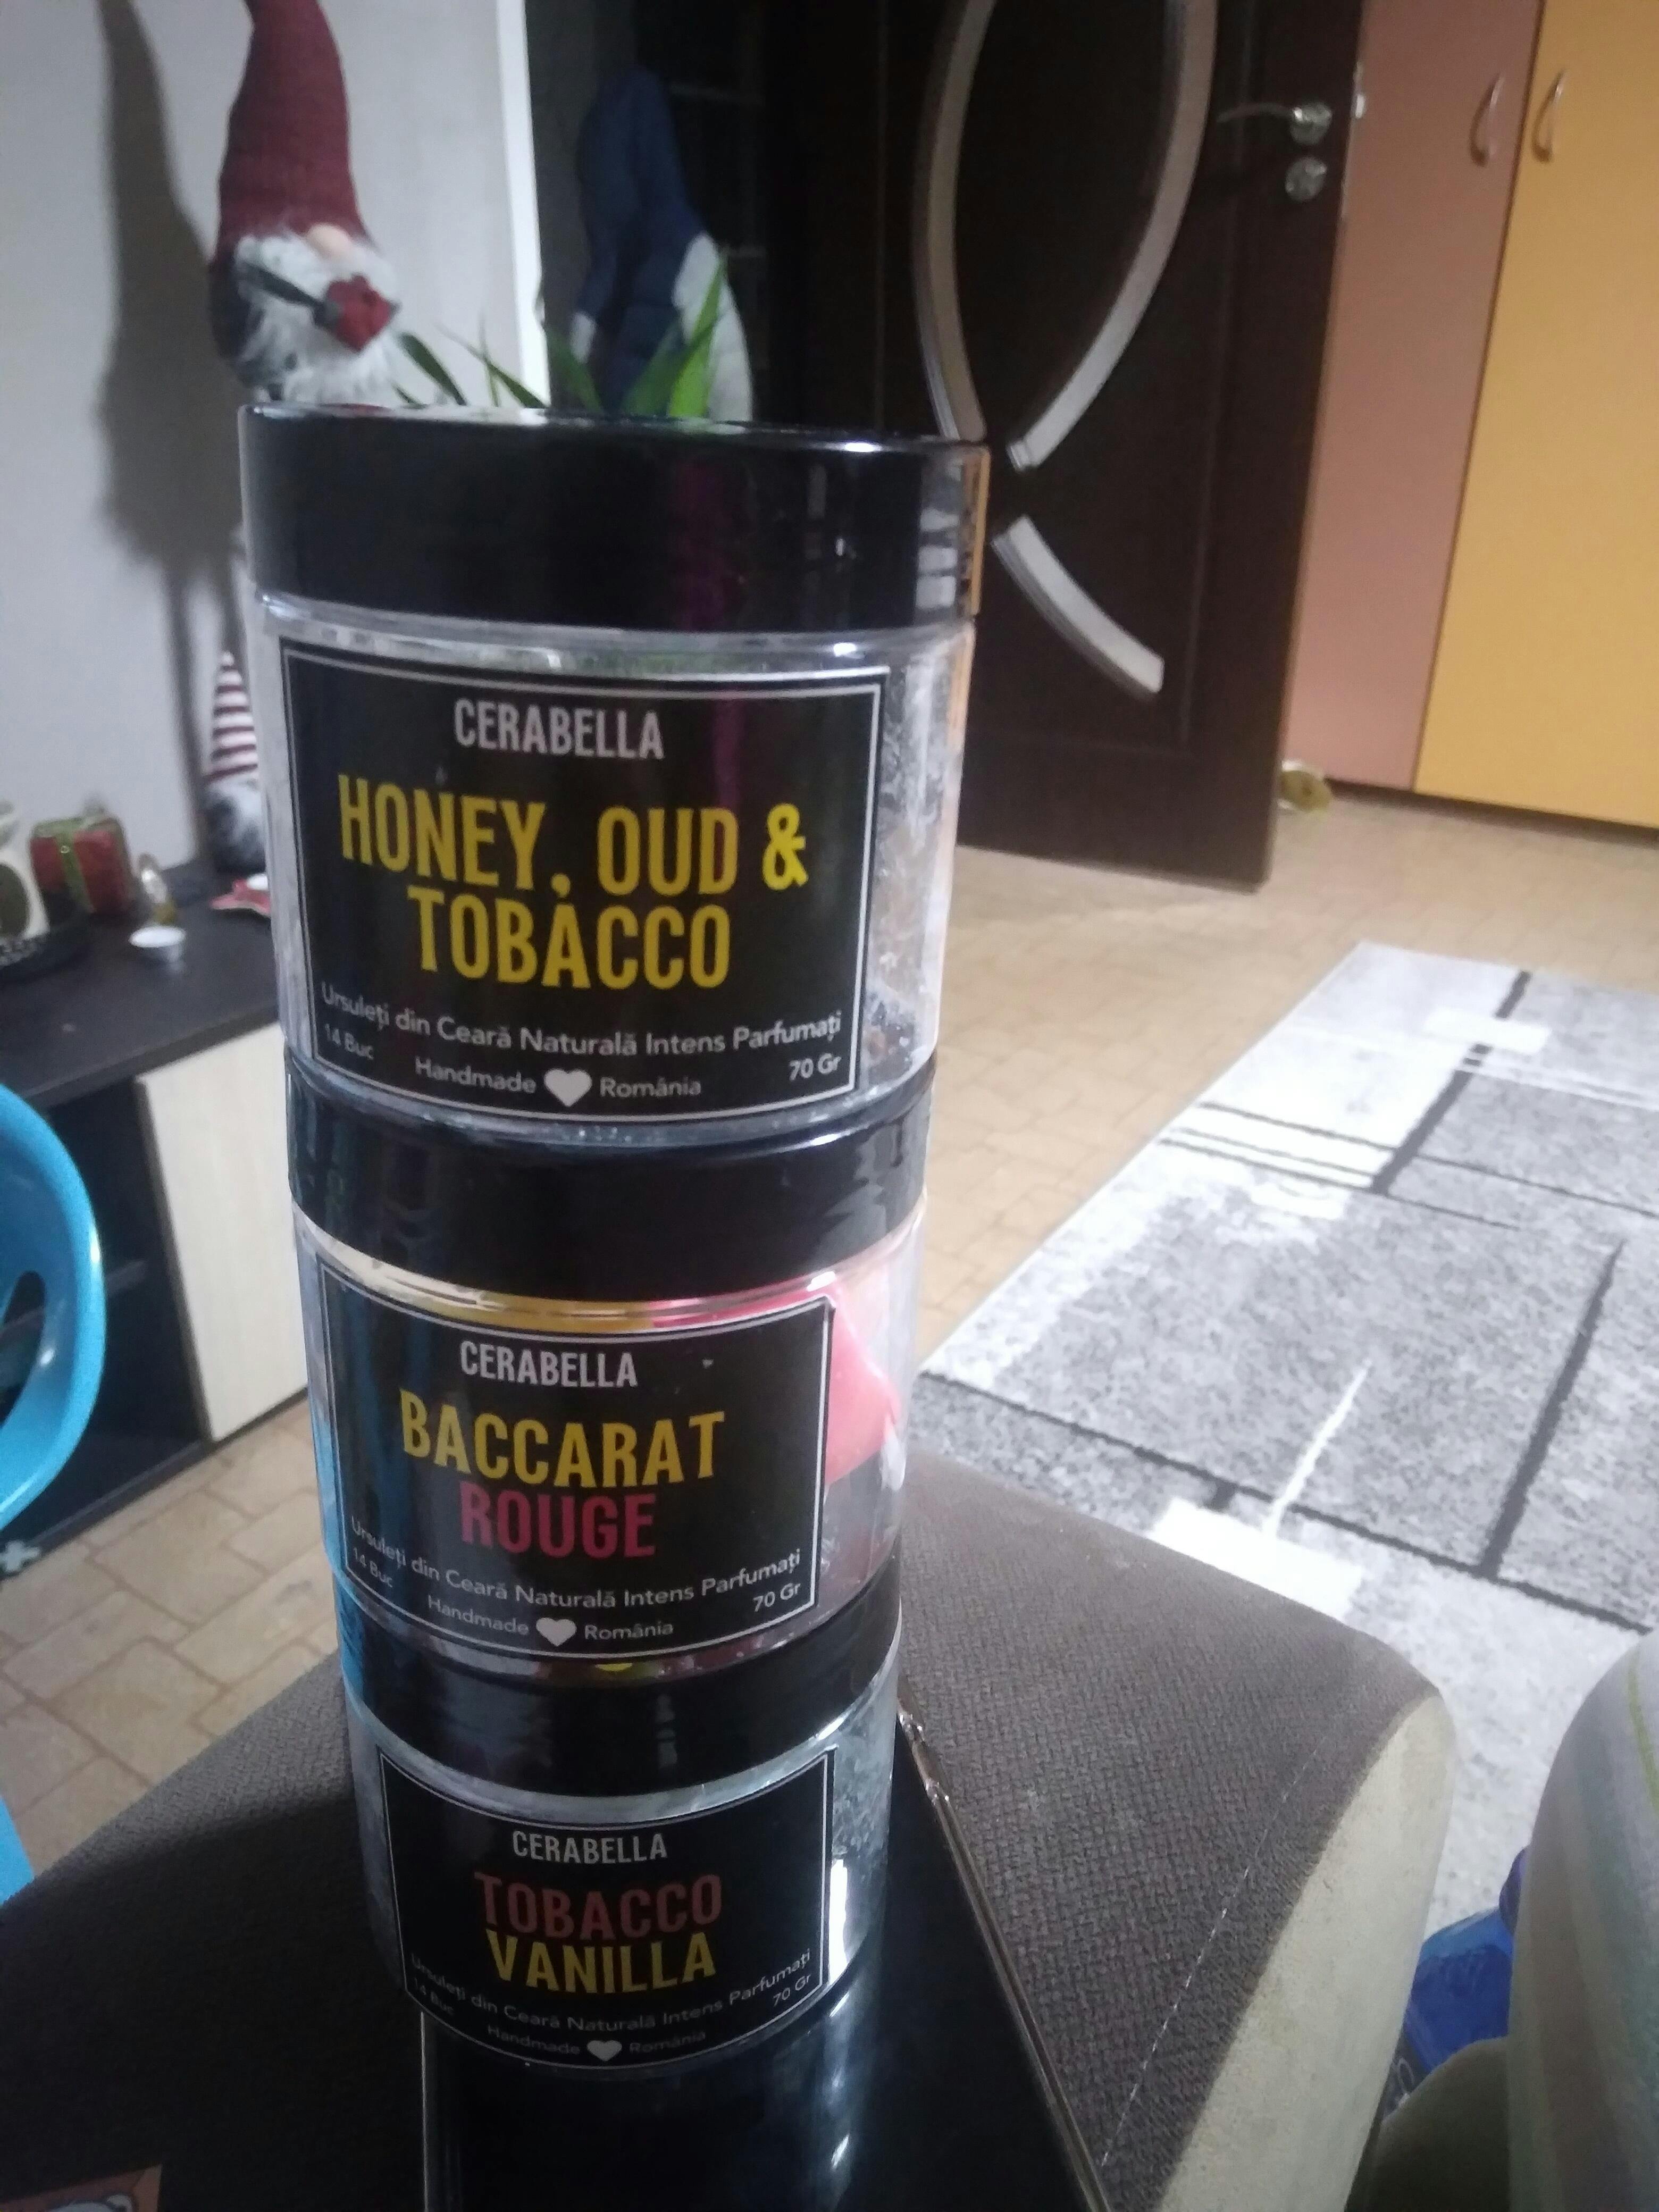 CERABELLA
HONEY, OUD &
TOBACCO
Ursuleți din Ceară Naturală Intens Parfumați
14 Buc
70 Gr
Handmade România
CERABELLA
BACCARAT
ROUGE
Ursuleți din Ceară Naturală Intens Parfumați
14 Buc
70 Gr
Handmade România
CERABELLA
TOBACCO
VANILLA
Ursuleți din Ceară Naturală Intens Parfumați
14 Buc
70 Gr
Handmade România